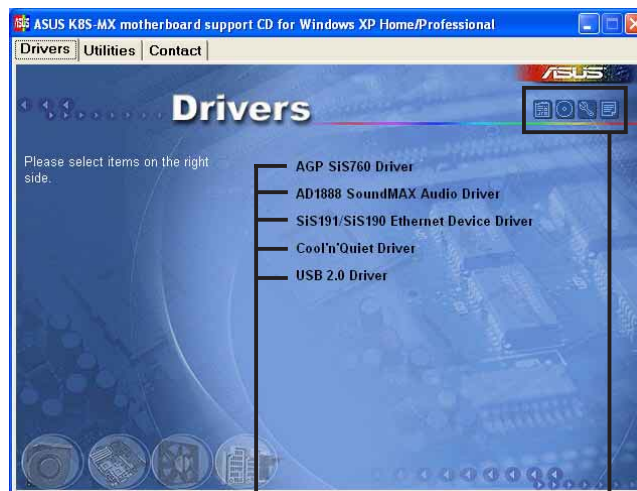 ASUS K8S-MX motherboard support CD for Windows XP Home/Professional
Drivers Utilities Contact
ASUS
Drivers
Please select items on the right
side.
AGP SiS760 Driver
AD1888 SoundMAX Audio Driver
SiS191/SiS190 Ethernet Device Driver
Cool'n'Quiet Driver
USB 2.0 Driver